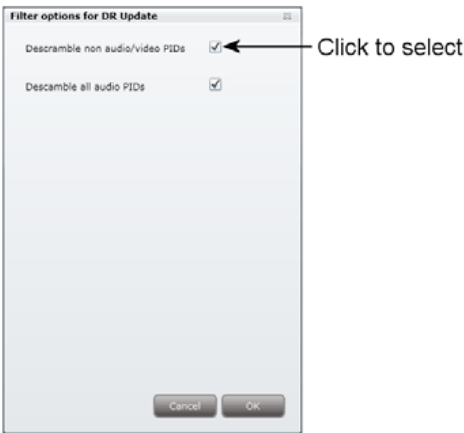 Filter options for DR Update
Descramble non audio/video PIDs
Click to select
Descamble all audio PIDs
Cancel
OK